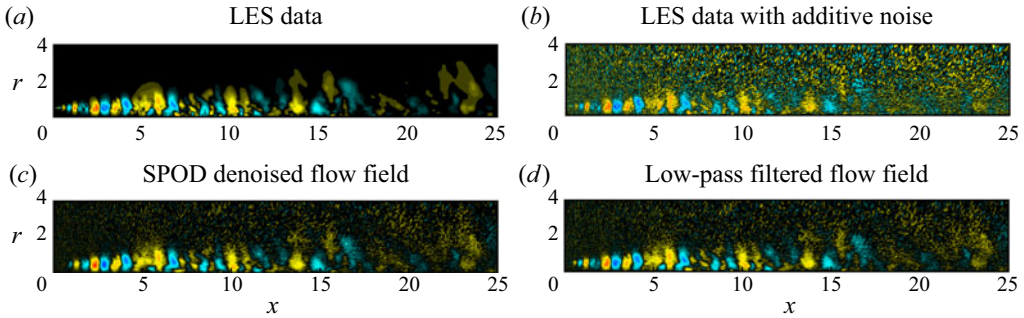 (a) LES data (b) LES data with additive noise
4 4
r 2 2
0 5 10 15 20 25 0 5 10 15 20 25
(c) SPOD denoised flow field (d) Low-pass filtered flow field
4 4
r 2 2
0 5 10 15 20 25 0 5 10 15 20 25
x x